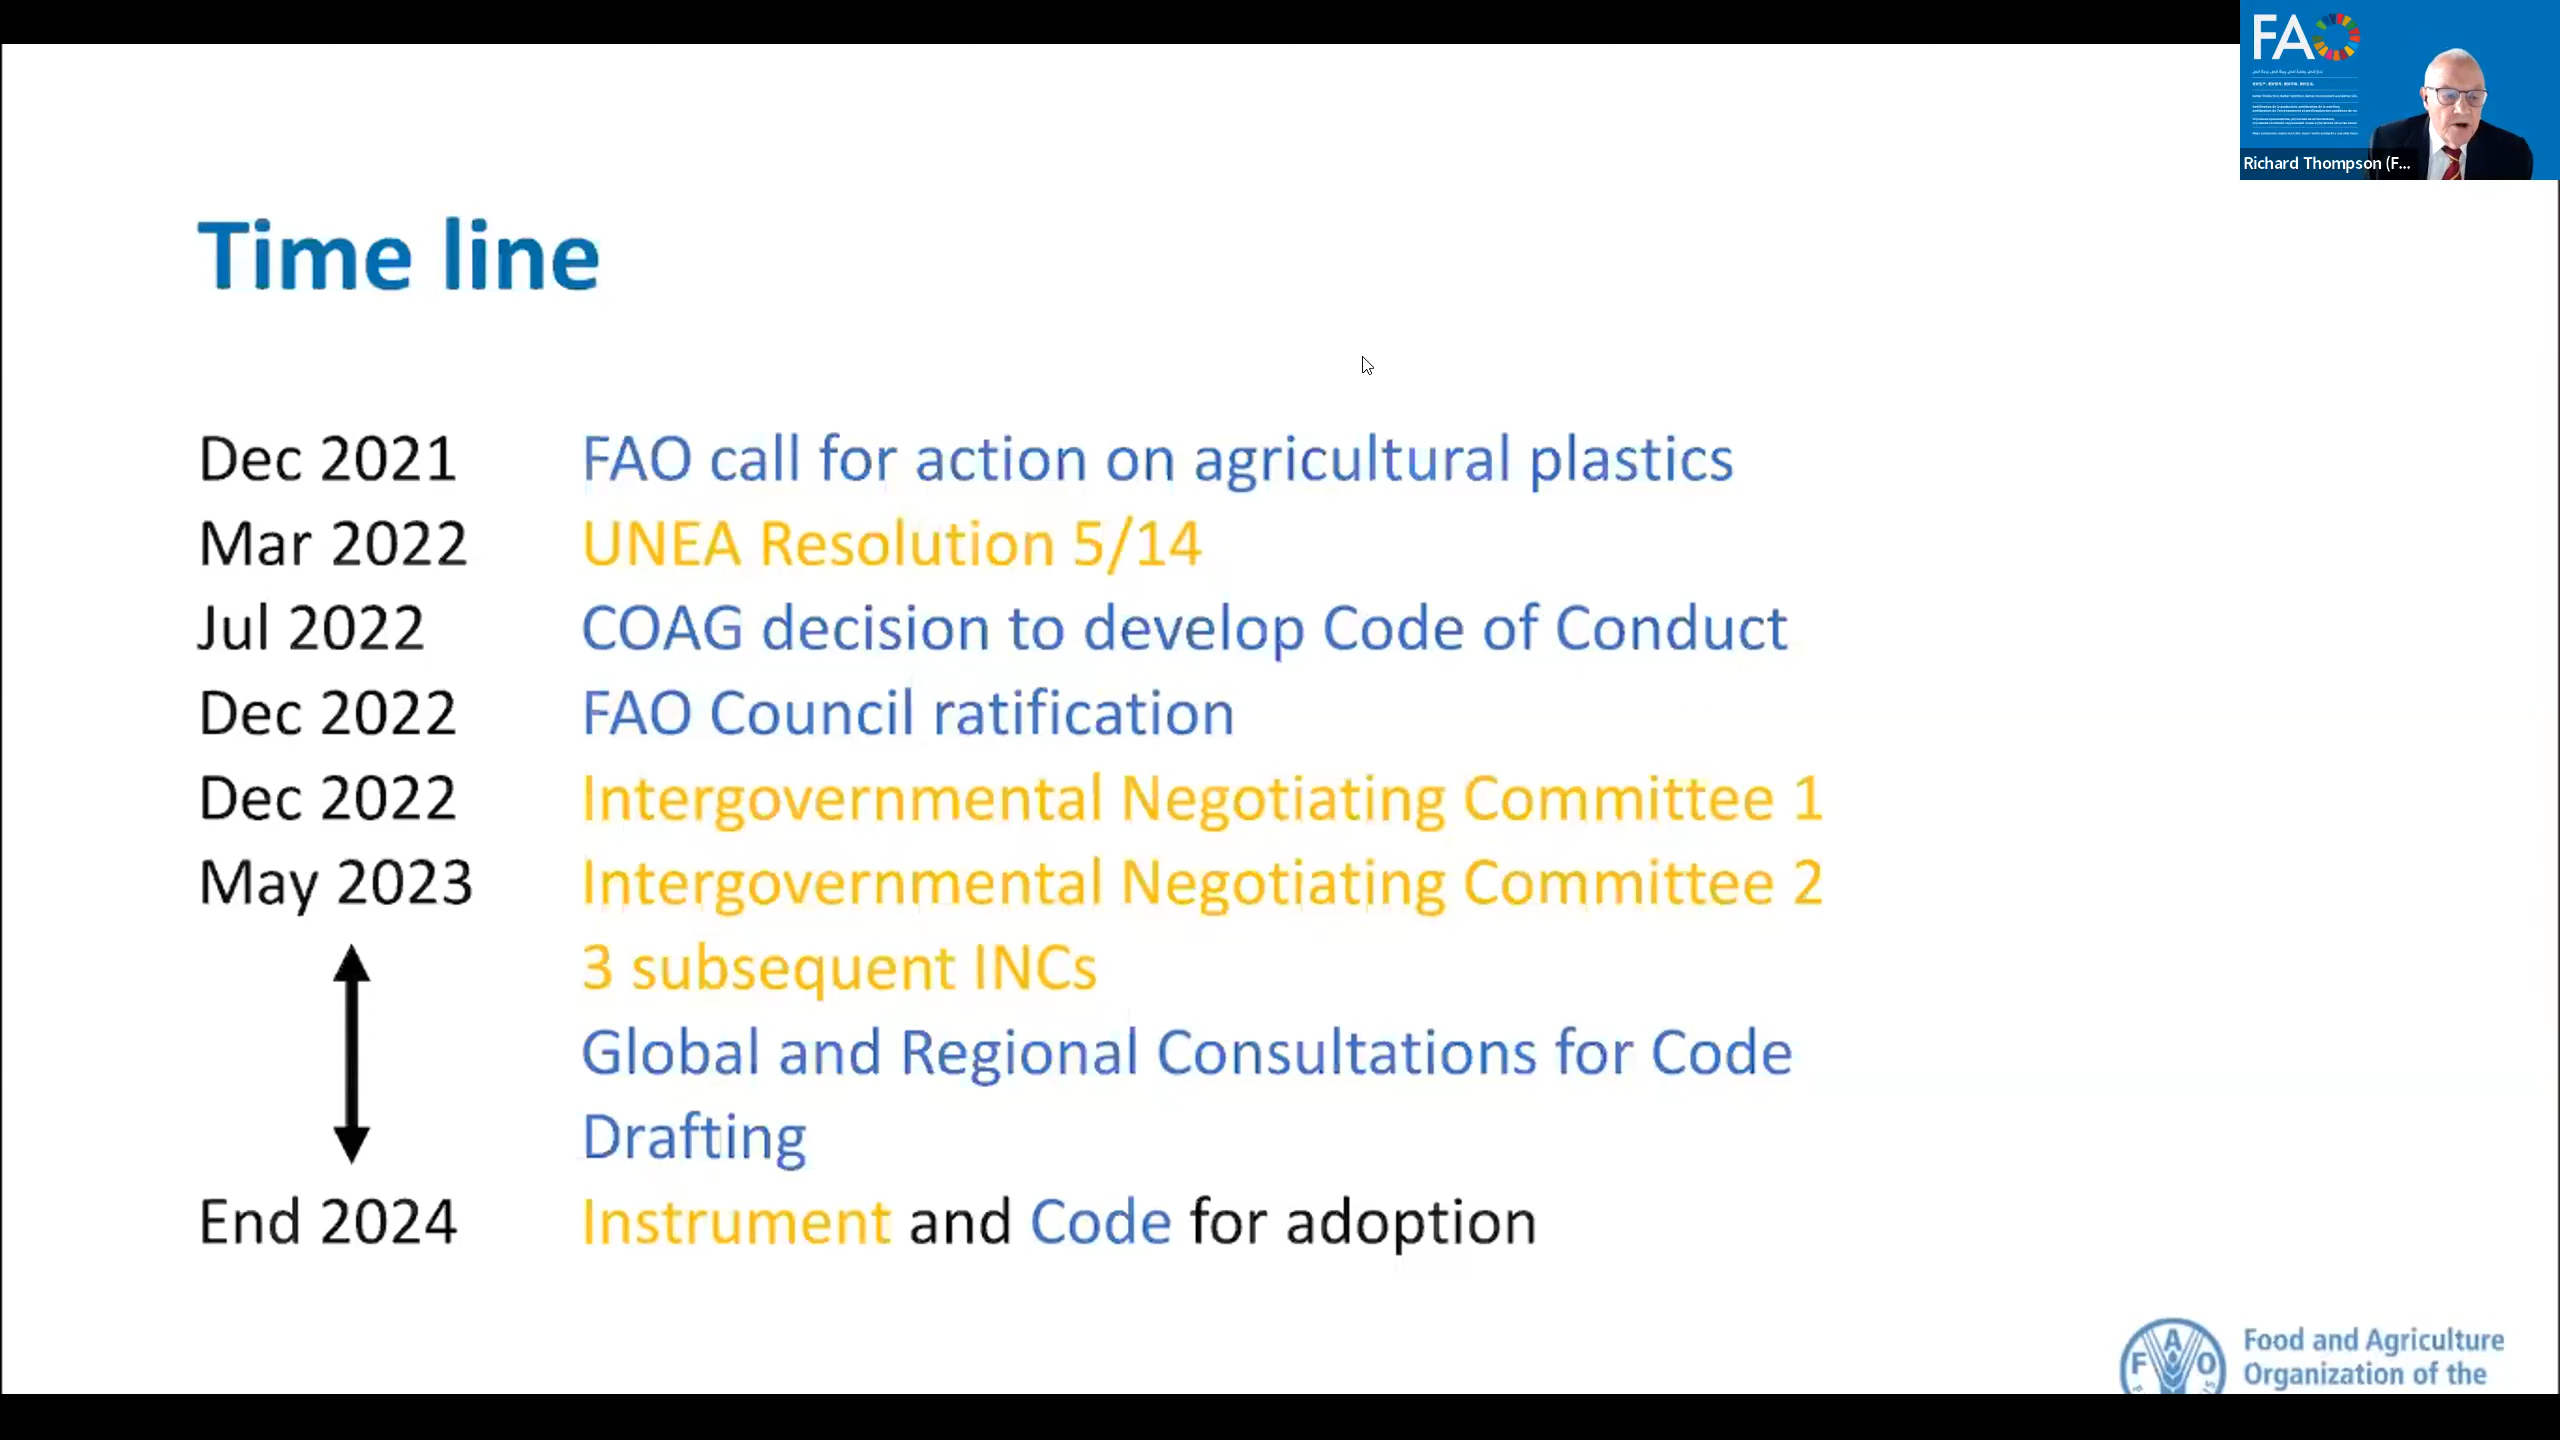 FAO
Richard Thompson (F...
Time line
Dec 2021 FAO call for action on agricultural plastics
Mar 2022 UNEA Resolution 5/14
Jul 2022 COAG decision to develop Code of Conduct
Dec 2022 FAO Council ratification
Dec 2022 Intergovernmental Negotiating Committee 1
May 2023 Intergovernmental Negotiating Committee 2
3 subsequent INCs
Global and Regional Consultations for Code
Drafting
End 2024 Instrument and Code for adoption
F A O
Food and Agriculture
Organization of the